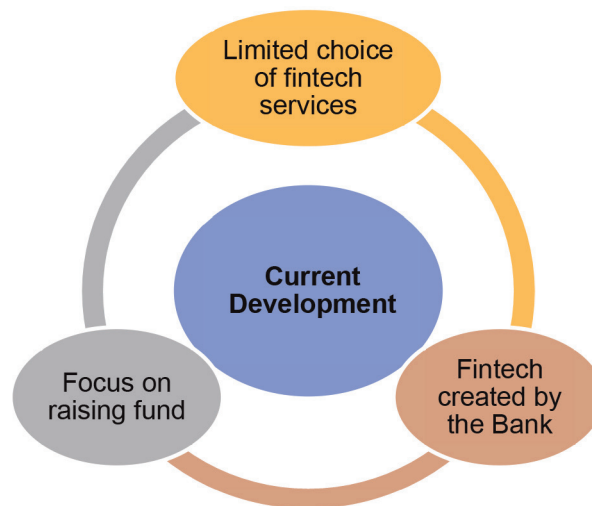 Limited choice
of fintech
services
Current
Development
Focus on
raising fund
Fintech
created by
the Bank